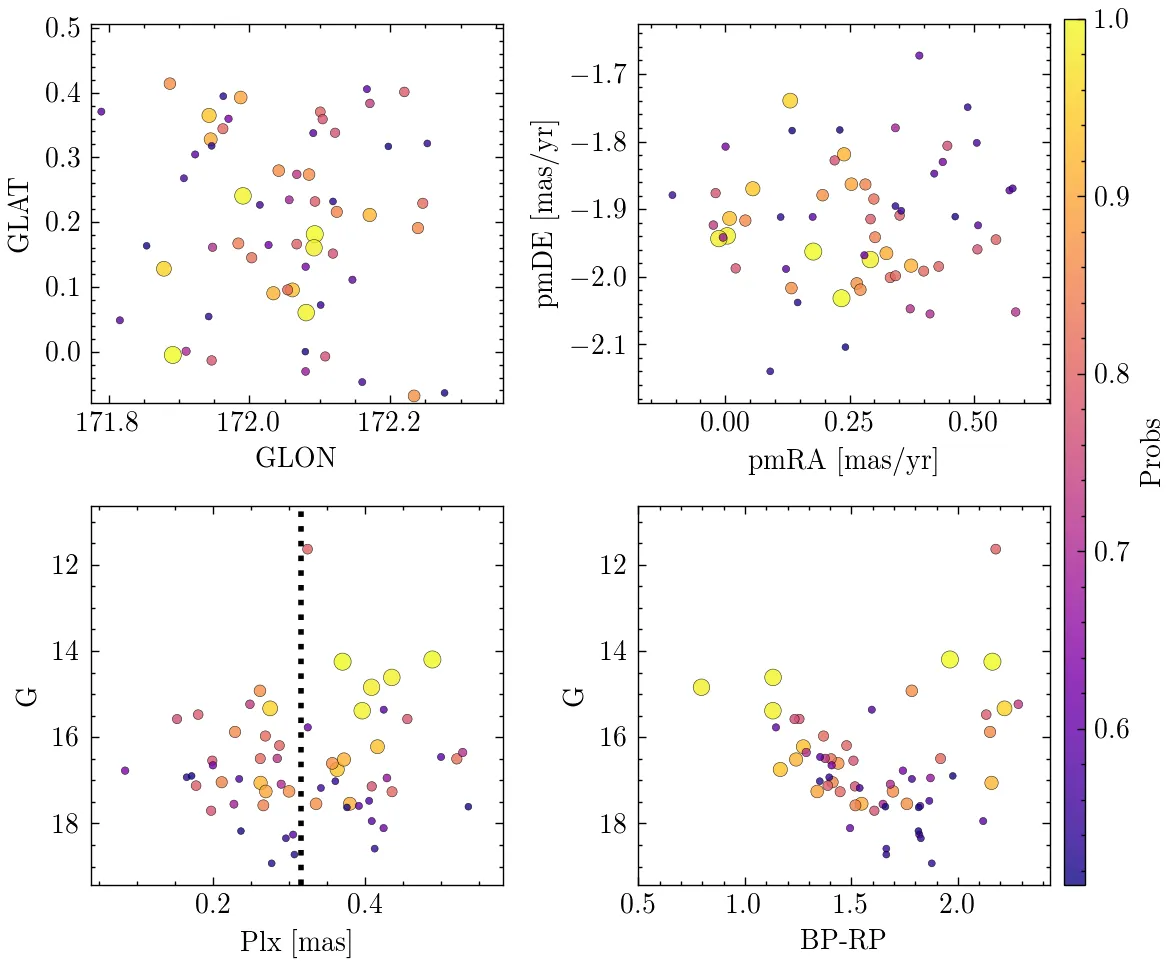 0.5
0.4
0.3
0.2
0.1
0.0
GLAT
171.8 172.0 172.2
GLON
−1.7
−1.8
−1.9
−2.0
−2.1
pmDE [mas/yr]
0.00 0.25 0.50
pmRA [mas/yr]
1.0
0.9
0.8
0.7
0.6
Probs
12
14
16
18
G
0.2 0.4
Plx [mas]
12
14
16
18
G
0.5 1.0 1.5 2.0
BP-RP